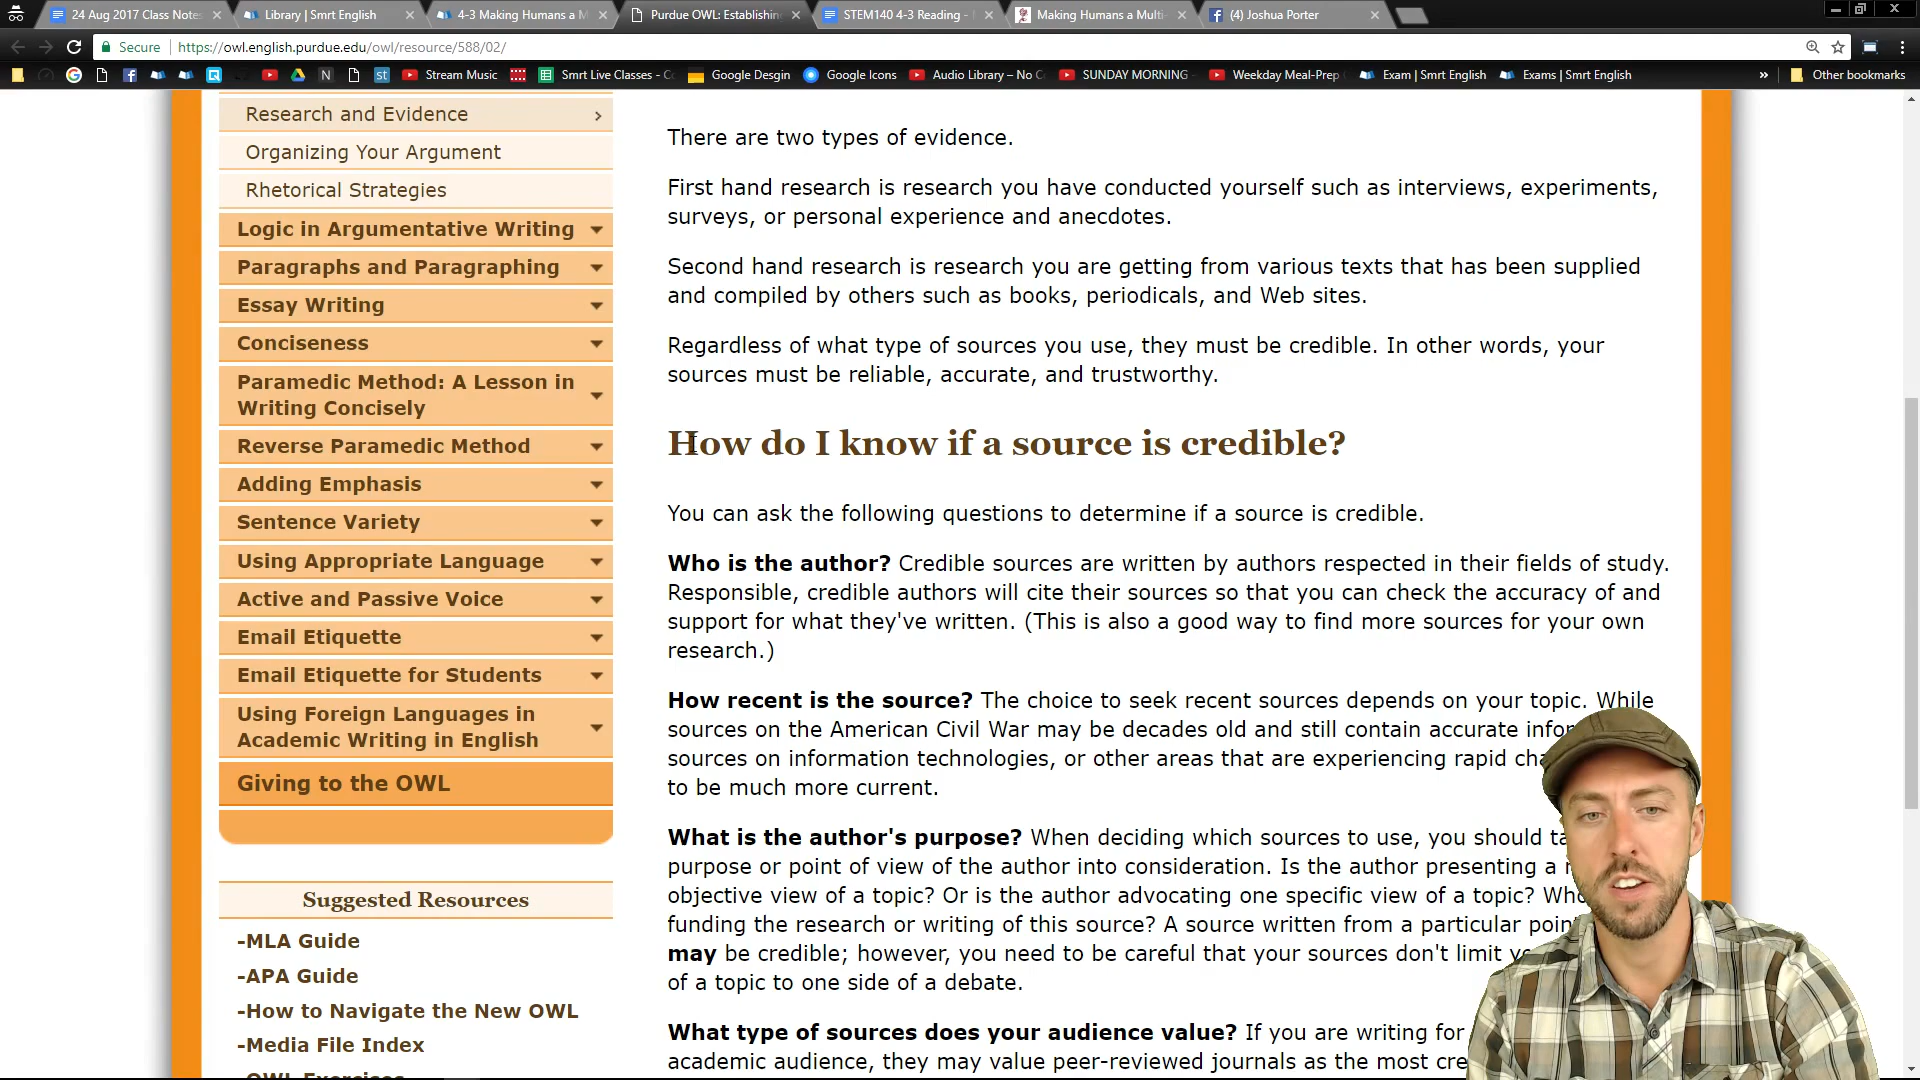 24 Aug 2017 Class Notes
Library | Smrt English
4-3 Making Humans a M
Purdue OWL: Establishin
STEM140 4-3 Reading -
Making Humans a Multi-
(4) Joshua Porter
Secure
https://owl.english.purdue.edu/owl/resource/588/02/
Stream Music
Smrt Live Classes - Co
Google Desgin
Google Icons
Audio Library – No C
SUNDAY MORNING
Weekday Meal-Prep
Exam | Smrt English
Exams | Smrt English
»
Other bookmarks
Research and Evidence
Organizing Your Argument
Rhetorical Strategies
Logic in Argumentative Writing
Paragraphs and Paragraphing
Essay Writing
Conciseness
Paramedic Method: A Lesson in
Writing Concisely
Reverse Paramedic Method
Adding Emphasis
Sentence Variety
Using Appropriate Language
Active and Passive Voice
Email Etiquette
Email Etiquette for Students
Using Foreign Languages in
Academic Writing in English
Giving to the OWL
Suggested Resources
-MLA Guide
-APA Guide
-How to Navigate the New OWL
-Media File Index
-OWL Exercises
There are two types of evidence.
First hand research is research you have conducted yourself such as interviews, experiments,
surveys, or personal experience and anecdotes.
Second hand research is research you are getting from various texts that has been supplied
and compiled by others such as books, periodicals, and Web sites.
Regardless of what type of sources you use, they must be credible. In other words, your
sources must be reliable, accurate, and trustworthy.
How do I know if a source is credible?
You can ask the following questions to determine if a source is credible.
Who is the author? Credible sources are written by authors respected in their fields of study.
Responsible, credible authors will cite their sources so that you can check the accuracy of and
support for what they've written. (This is also a good way to find more sources for your own
research.)
How recent is the source? The choice to seek recent sources depends on your topic. While
sources on the American Civil War may be decades old and still contain accurate infor
sources on information technologies, or other areas that are experiencing rapid cha
to be much more current.
What is the author's purpose? When deciding which sources to use, you should ta
purpose or point of view of the author into consideration. Is the author presenting a
objective view of a topic? Or is the author advocating one specific view of a topic? Who
funding the research or writing of this source? A source written from a particular poin
may be credible; however, you need to be careful that your sources don't limit yo
of a topic to one side of a debate.
What type of sources does your audience value? If you are writing for
academic audience, they may value peer-reviewed journals as the most cre